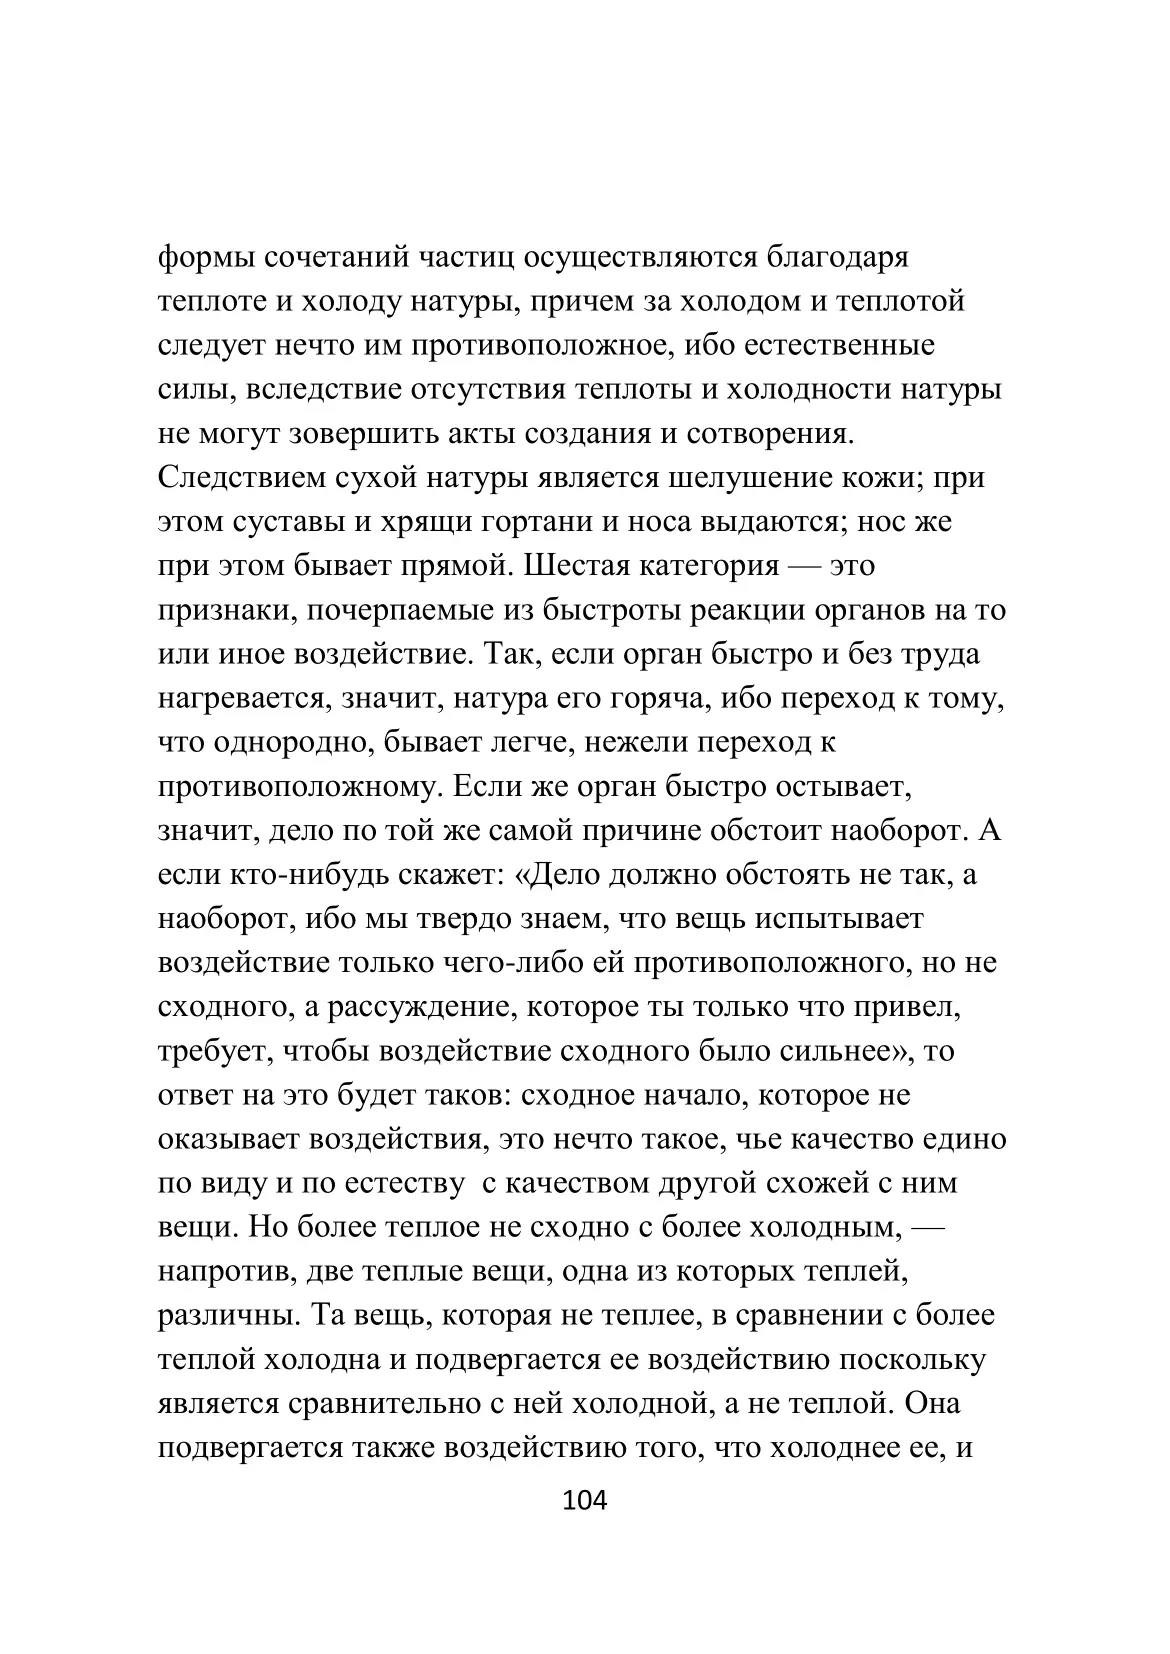 формы сочетаний частиц осуществляются благодаря
теплоте и холоду натуры, причем за холодом и теплотой
следует нечто им противоположное, ибо естественные
силы, вследствие отсутствия теплоты и холодности натуры
не могут зовершить акты создания и сотворения.
Следствием сухой натуры является шелушение кожи; при
этом суставы и хрящи гортани и носа выдаются; нос же
при этом бывает прямой. Шестая категория — это
признаки, почерпаемые из быстроты реакции органов на то
или иное воздействие. Так, если орган быстро и без труда
нагревается, значит, натура его горяча, ибо переход к тому,
что однородно, бывает легче, нежели переход к
противоположному. Если же орган быстро остывает,
значит, дело по той же самой причине обстоит наоборот. А
если кто-нибудь скажет: «Дело должно обстоять не так, а
наоборот, ибо мы твердо знаем, что вещь испытывает
воздействие только чего-либо ей противоположного, но не
сходного, а рассуждение, которое ты только что привел,
требует, чтобы воздействие сходного было сильнее», то
ответ на это будет таков: сходное начало, которое не
оказывает воздействия, это нечто такое, чье качество едино
по виду и по естеству  с качеством другой схожей с ним
вещи. Но более теплое не сходно с более холодным, —
напротив, две теплые вещи, одна из которых теплей,
различны. Та вещь, которая не теплее, в сравнении с более
теплой холодна и подвергается ее воздействию поскольку
является сравнительно с ней холодной, а не теплой. Она
подвергается также воздействию того, что холоднее ее, и
104